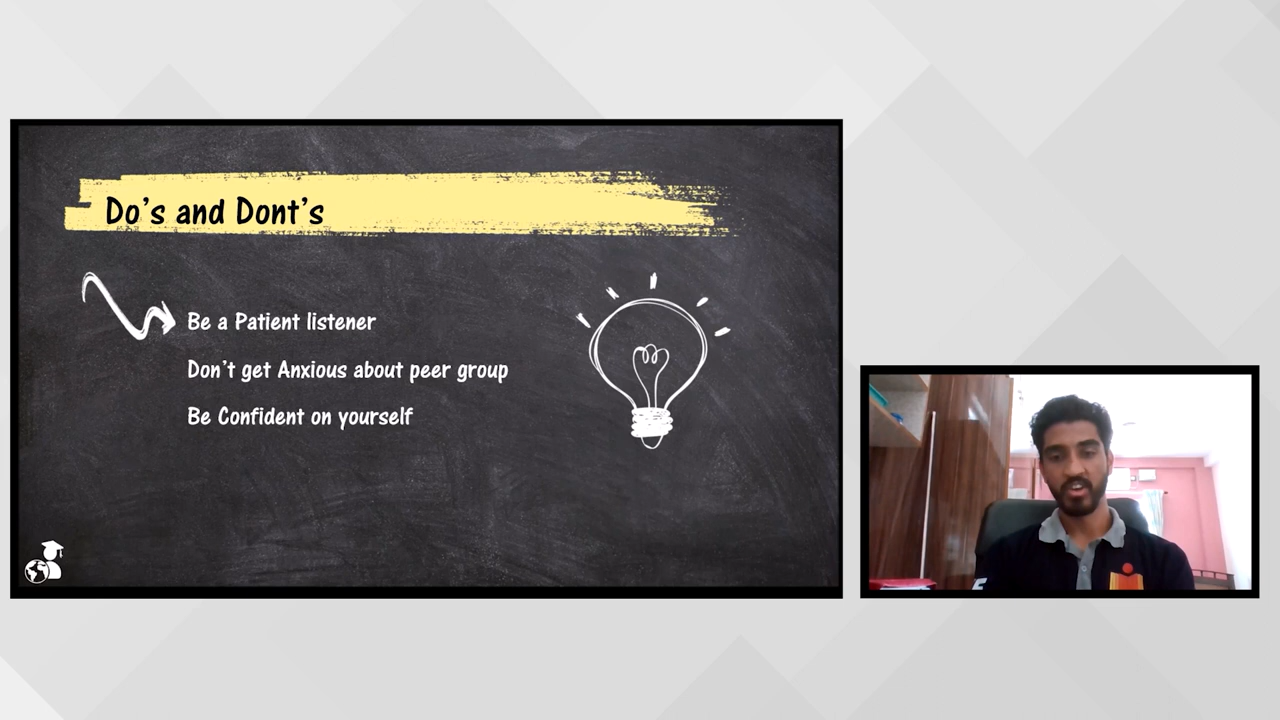 Do's and Dont's
Be a Patient listener
Don't get Anxious about peer group
Be Confident on yourself